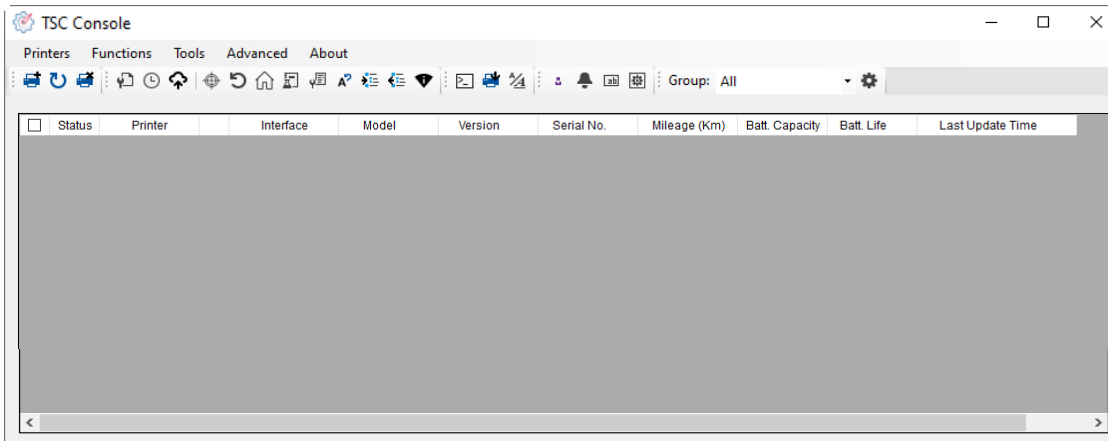 TSC Console
Printers Functions Tools Advanced About
Group: All
Status Printer Interface Model Version Serial No. Mileage (Km) Batt. Capacity Batt. Life Last Update Time